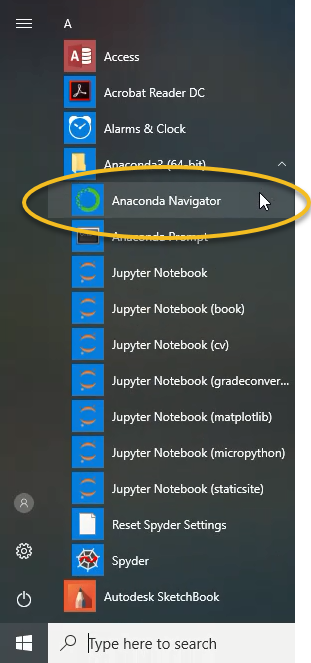 A
Access
Acrobat Reader DC
Alarms & Clock
Anaconda3 (64-bit)
Anaconda Navigator
Anaconda Prompt
Jupyter Notebook
Jupyter Notebook (book)
Jupyter Notebook (cv)
Jupyter Notebook (gradeconver...
Jupyter Notebook (matplotlib)
Jupyter Notebook (micropython)
Jupyter Notebook (staticsite)
Reset Spyder Settings
Spyder
Autodesk SketchBook
Type here to search